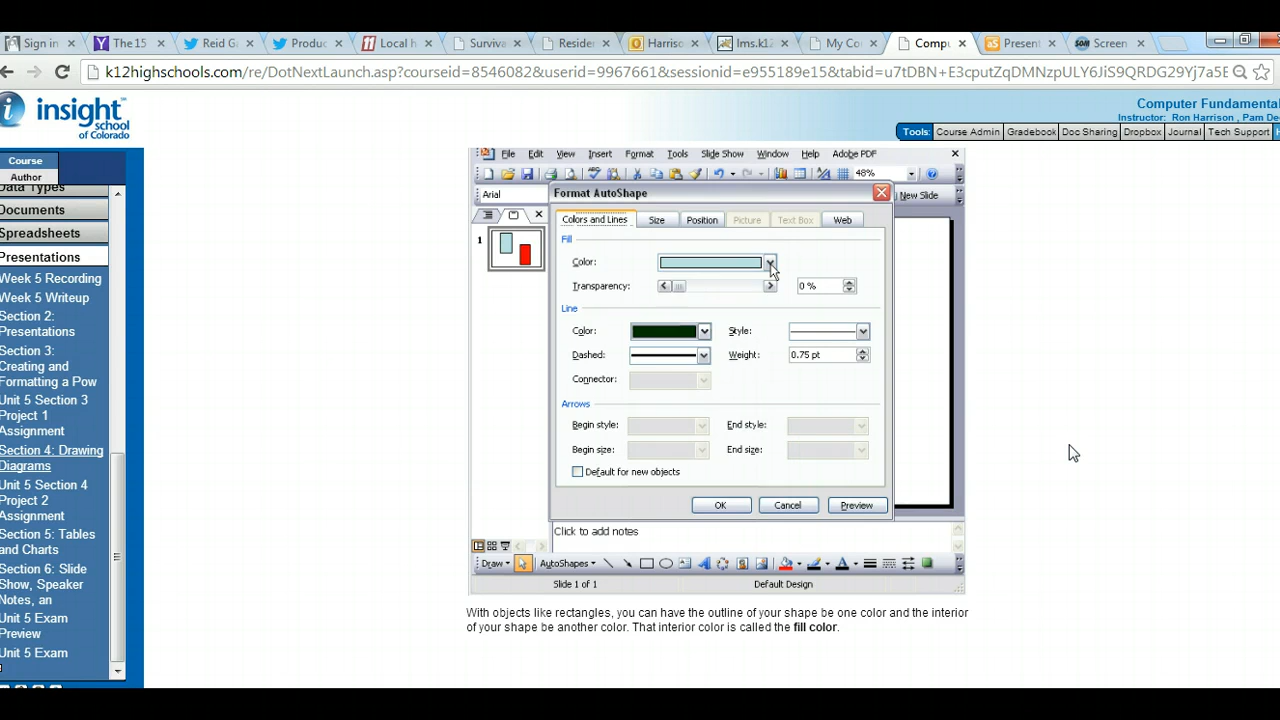 Sign in
The 15
Reid G
Produc
Local h
Surviva
Reside
Harriso
lms.k12
My Co
Compu
Present
Screen
k12highschools.com/re/DotNextLaunch.asp?courseid=8546082&userid=9967661&sessionid=e955189e15&tabid=u7tDBN+E3cputZqDMNzpULY6JiS9QRDG29Yj7a5E
insight
school
of Colorado
Computer Fundamenta
Instructor: Ron Harrison , Pam De
Tools: Course Admin Gradebook Doc Sharing Dropbox Journal Tech Support H
Course
Author
Data Types
Documents
Spreadsheets
Presentations
Week 5 Recording
Week 5 Writeup
Section 2:
Presentations
Section 3:
Creating and
Formatting a Pow
Unit 5 Section 3
Project 1
Assignment
Section 4: Drawing
Diagrams
Unit 5 Section 4
Project 2
Assignment
Section 5: Tables
and Charts
Section 6: Slide
Show, Speaker
Notes, an
Unit 5 Exam
Preview
Unit 5 Exam
File Edit View Insert Format Tools Slide Show Window Help Adobe PDF
48%
Arial
New Slide
1
Format AutoShape
Colors and Lines Size Position Picture Text Box Web
Fill
Color:
Transparency: 0 %
Line
Color: Style:
Dashed: Weight: 0.75 pt
Connector:
Arrows
Begin style: End style:
Begin size: End size:
Default for new objects
OK Cancel Preview
Click to add notes
Draw AutoShapes
Slide 1 of 1 Default Design
With objects like rectangles, you can have the outline of your shape be one color and the interior
of your shape be another color. That interior color is called the fill color.